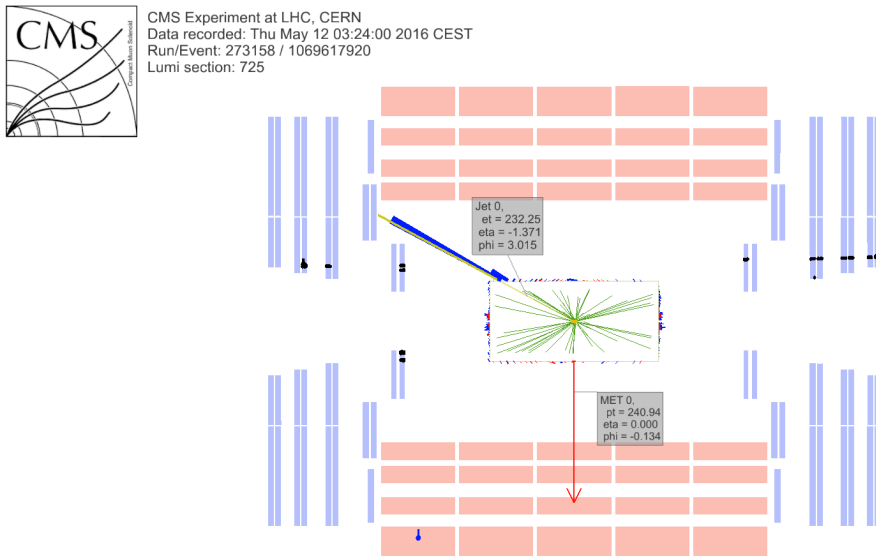 CMS
Compact Muon Solenoid
CMS Experiment at LHC, CERN
Data recorded: Thu May 12 03:24:00 2016 CEST
Run/Event: 273158 / 1069617920
Lumi section: 725
Jet 0,
et = 232.25
eta = -1.371
phi = 3.015
MET 0,
pt = 240.94
eta = 0.000
phi = -0.134